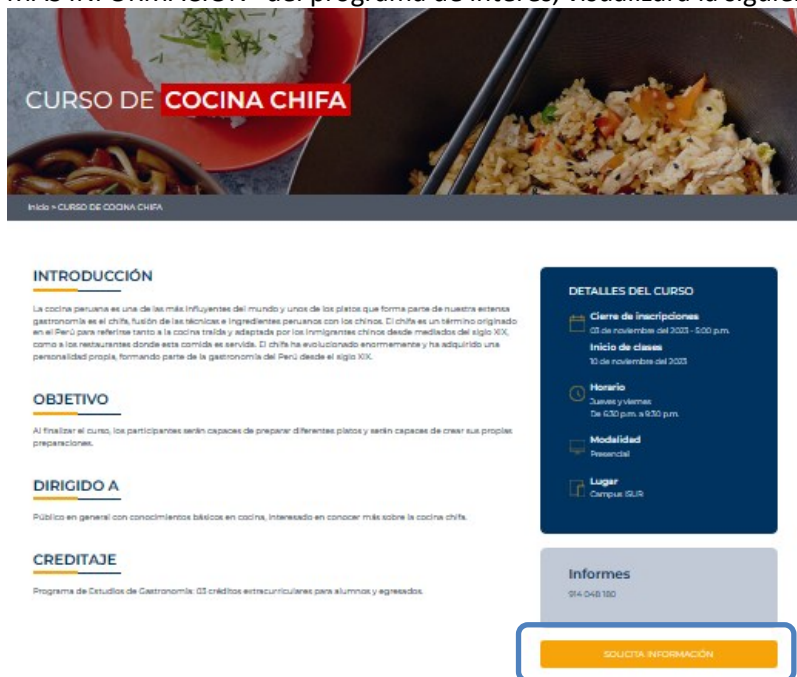 MÁS INFORMACIÓN" del programa de interés, visualizará la siguie
CURSO DE COCINA CHIFA
Inicio > CURSO DE COCINA CHIFA
INTRODUCCIÓN
La cocina peruana es una de las más influyentes del mundo y unos de los platos que forma parte de nuestra extensa
gastronomía es el chifa, fusión de las técnicas e ingredientes peruanos con los chinos. El chifa es un término originado
en el Perú para referirse tanto a la cocina traída y adaptada por los inmigrantes chinos desde mediados del siglo XIX,
como a los restaurantes donde esta comida es servida. El chifa ha evolucionado enormemente y ha adquirido una
personalidad propia, formando parte de la gastronomía del Perú desde el siglo XIX.
OBJETIVO
Al finalizar el curso, los participantes serán capaces de preparar diferentes platos y serán capaces de crear sus propias
preparaciones.
DIRIGIDO A
Público en general con conocimientos básicos en cocina, interesado en conocer más sobre la cocina chifa.
CREDITAJE
Programa de Estudios de Gastronomía: 03 créditos extracurriculares para alumnos y egresados.
DETALLES DEL CURSO
Cierre de inscripciones
03 de noviembre del 2023 - 5:00 p.m.
Inicio de clases
10 de noviembre del 2023
Horario
Jueves y viernes
De 6:30 p.m. a 9:30 p.m.
Modalidad
Presencial
Lugar
Campus ISUR
Informes
914 048 180
SOLICITA INFORMACIÓN